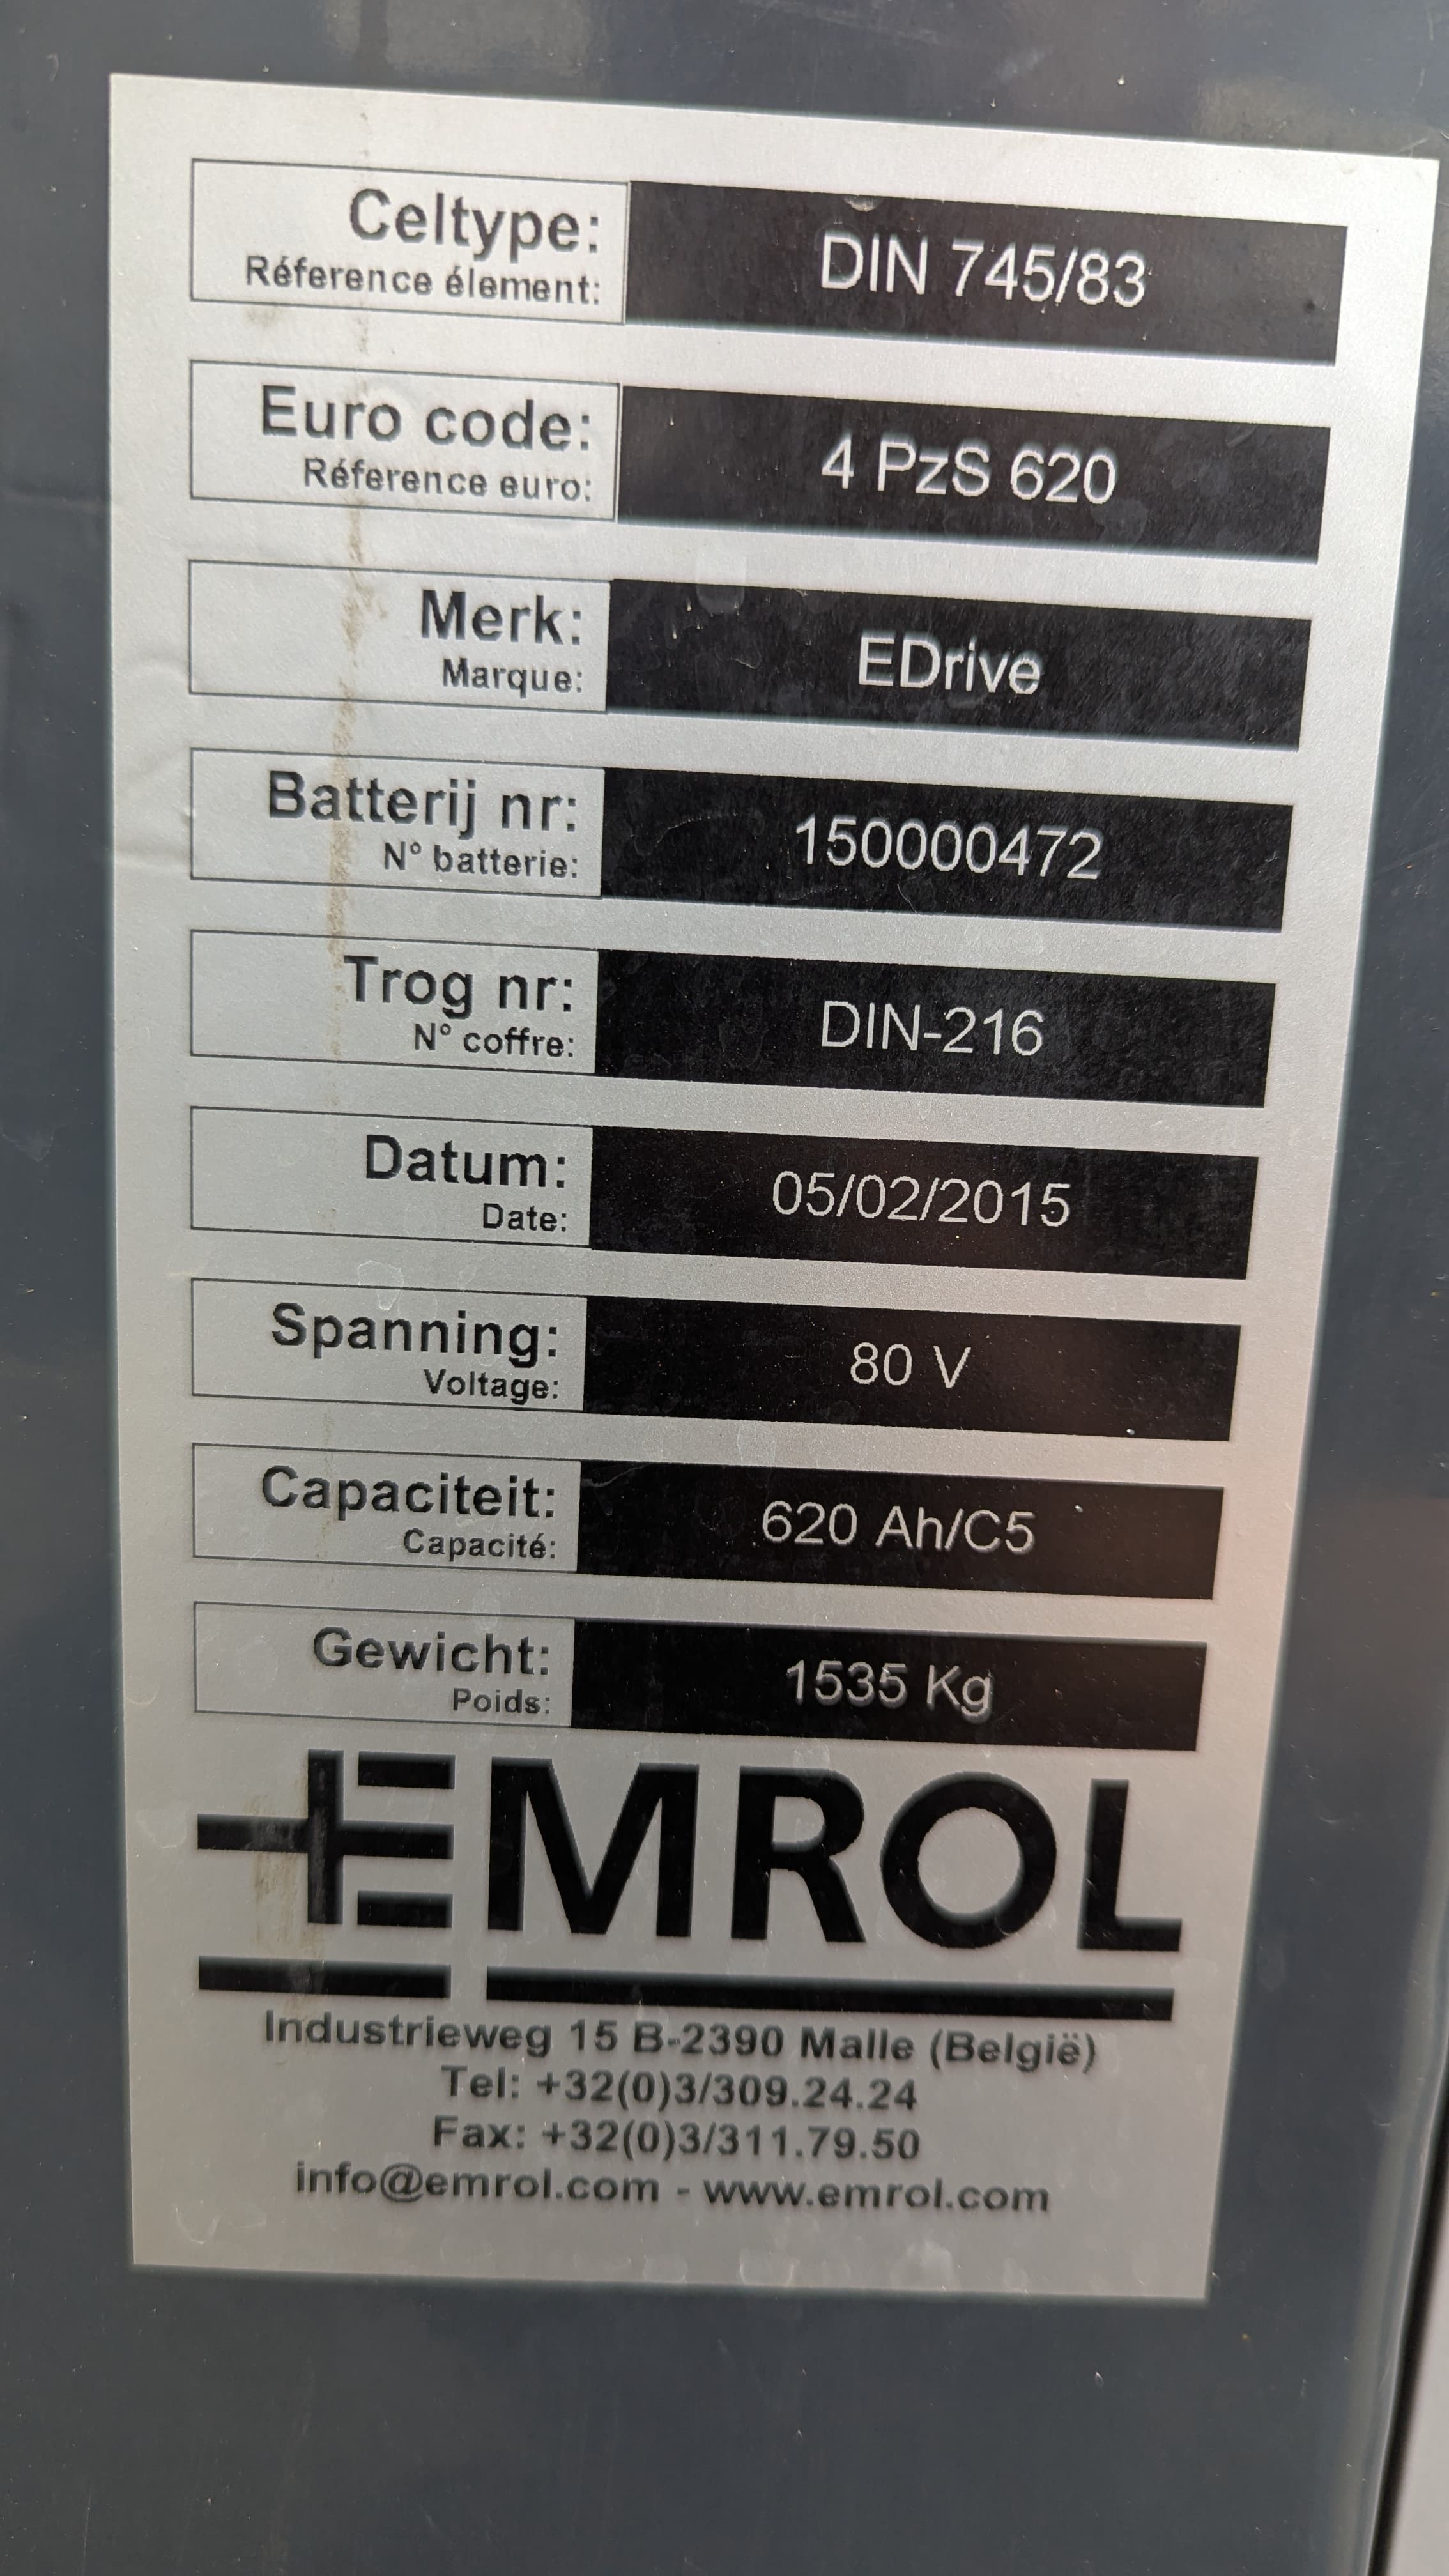 Celtype:
Réference élement:
DIN 745/83
Euro code:
Réference euro:
4 PzS 620
Merk:
Marque:
EDrive
Batterij nr:
N° batterie:
150000472
Trog nr:
N° coffre:
DIN-216
Datum:
Date:
05/02/2015
Spanning:
Voltage:
80 V
Capaciteit:
Capacité:
620 Ah/C5
Gewicht:
Poids:
1535 Kg
EMROL
Industrieweg 15 B-2390 Malle (België)
Tel: +32(0)3/309.24.24
Fax: +32(0)3/311.79.50
info@emrol.com - www.emrol.com